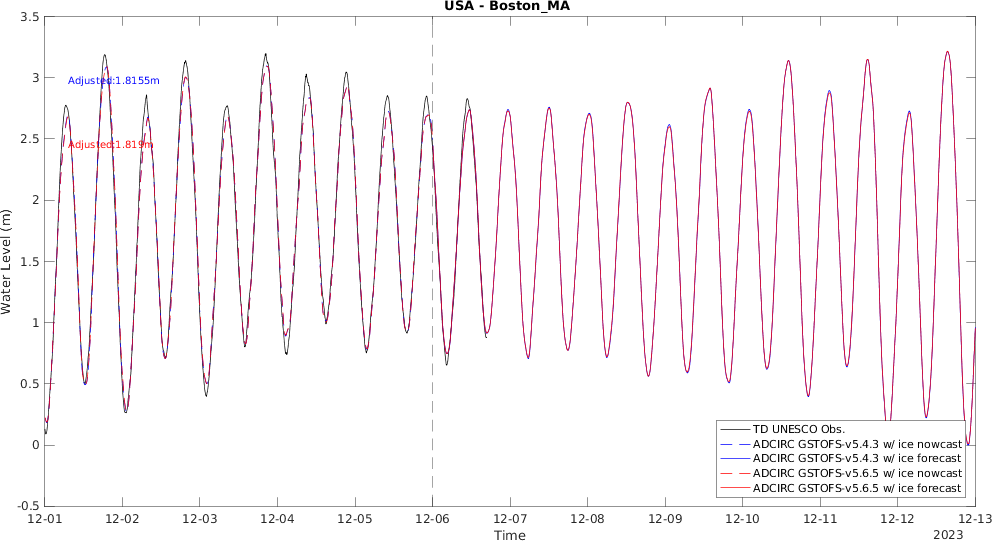 USA - Boston_MA
3.5
3
2.5
2
1.5
1
0.5
0
-0.5
Water Level (m)
Adjusted:1.8155m
Adjusted:1.819m
TD UNESCO Obs.
ADCIRC GSTOFS-v5.4.3 w/ ice nowcast
ADCIRC GSTOFS-v5.4.3 w/ ice forecast
ADCIRC GSTOFS-v5.6.5 w/ ice nowcast
ADCIRC GSTOFS-v5.6.5 w/ ice forecast
12-01 12-02 12-03 12-04 12-05 12-06 12-07 12-08 12-09 12-10 12-11 12-12 12-13
Time
2023